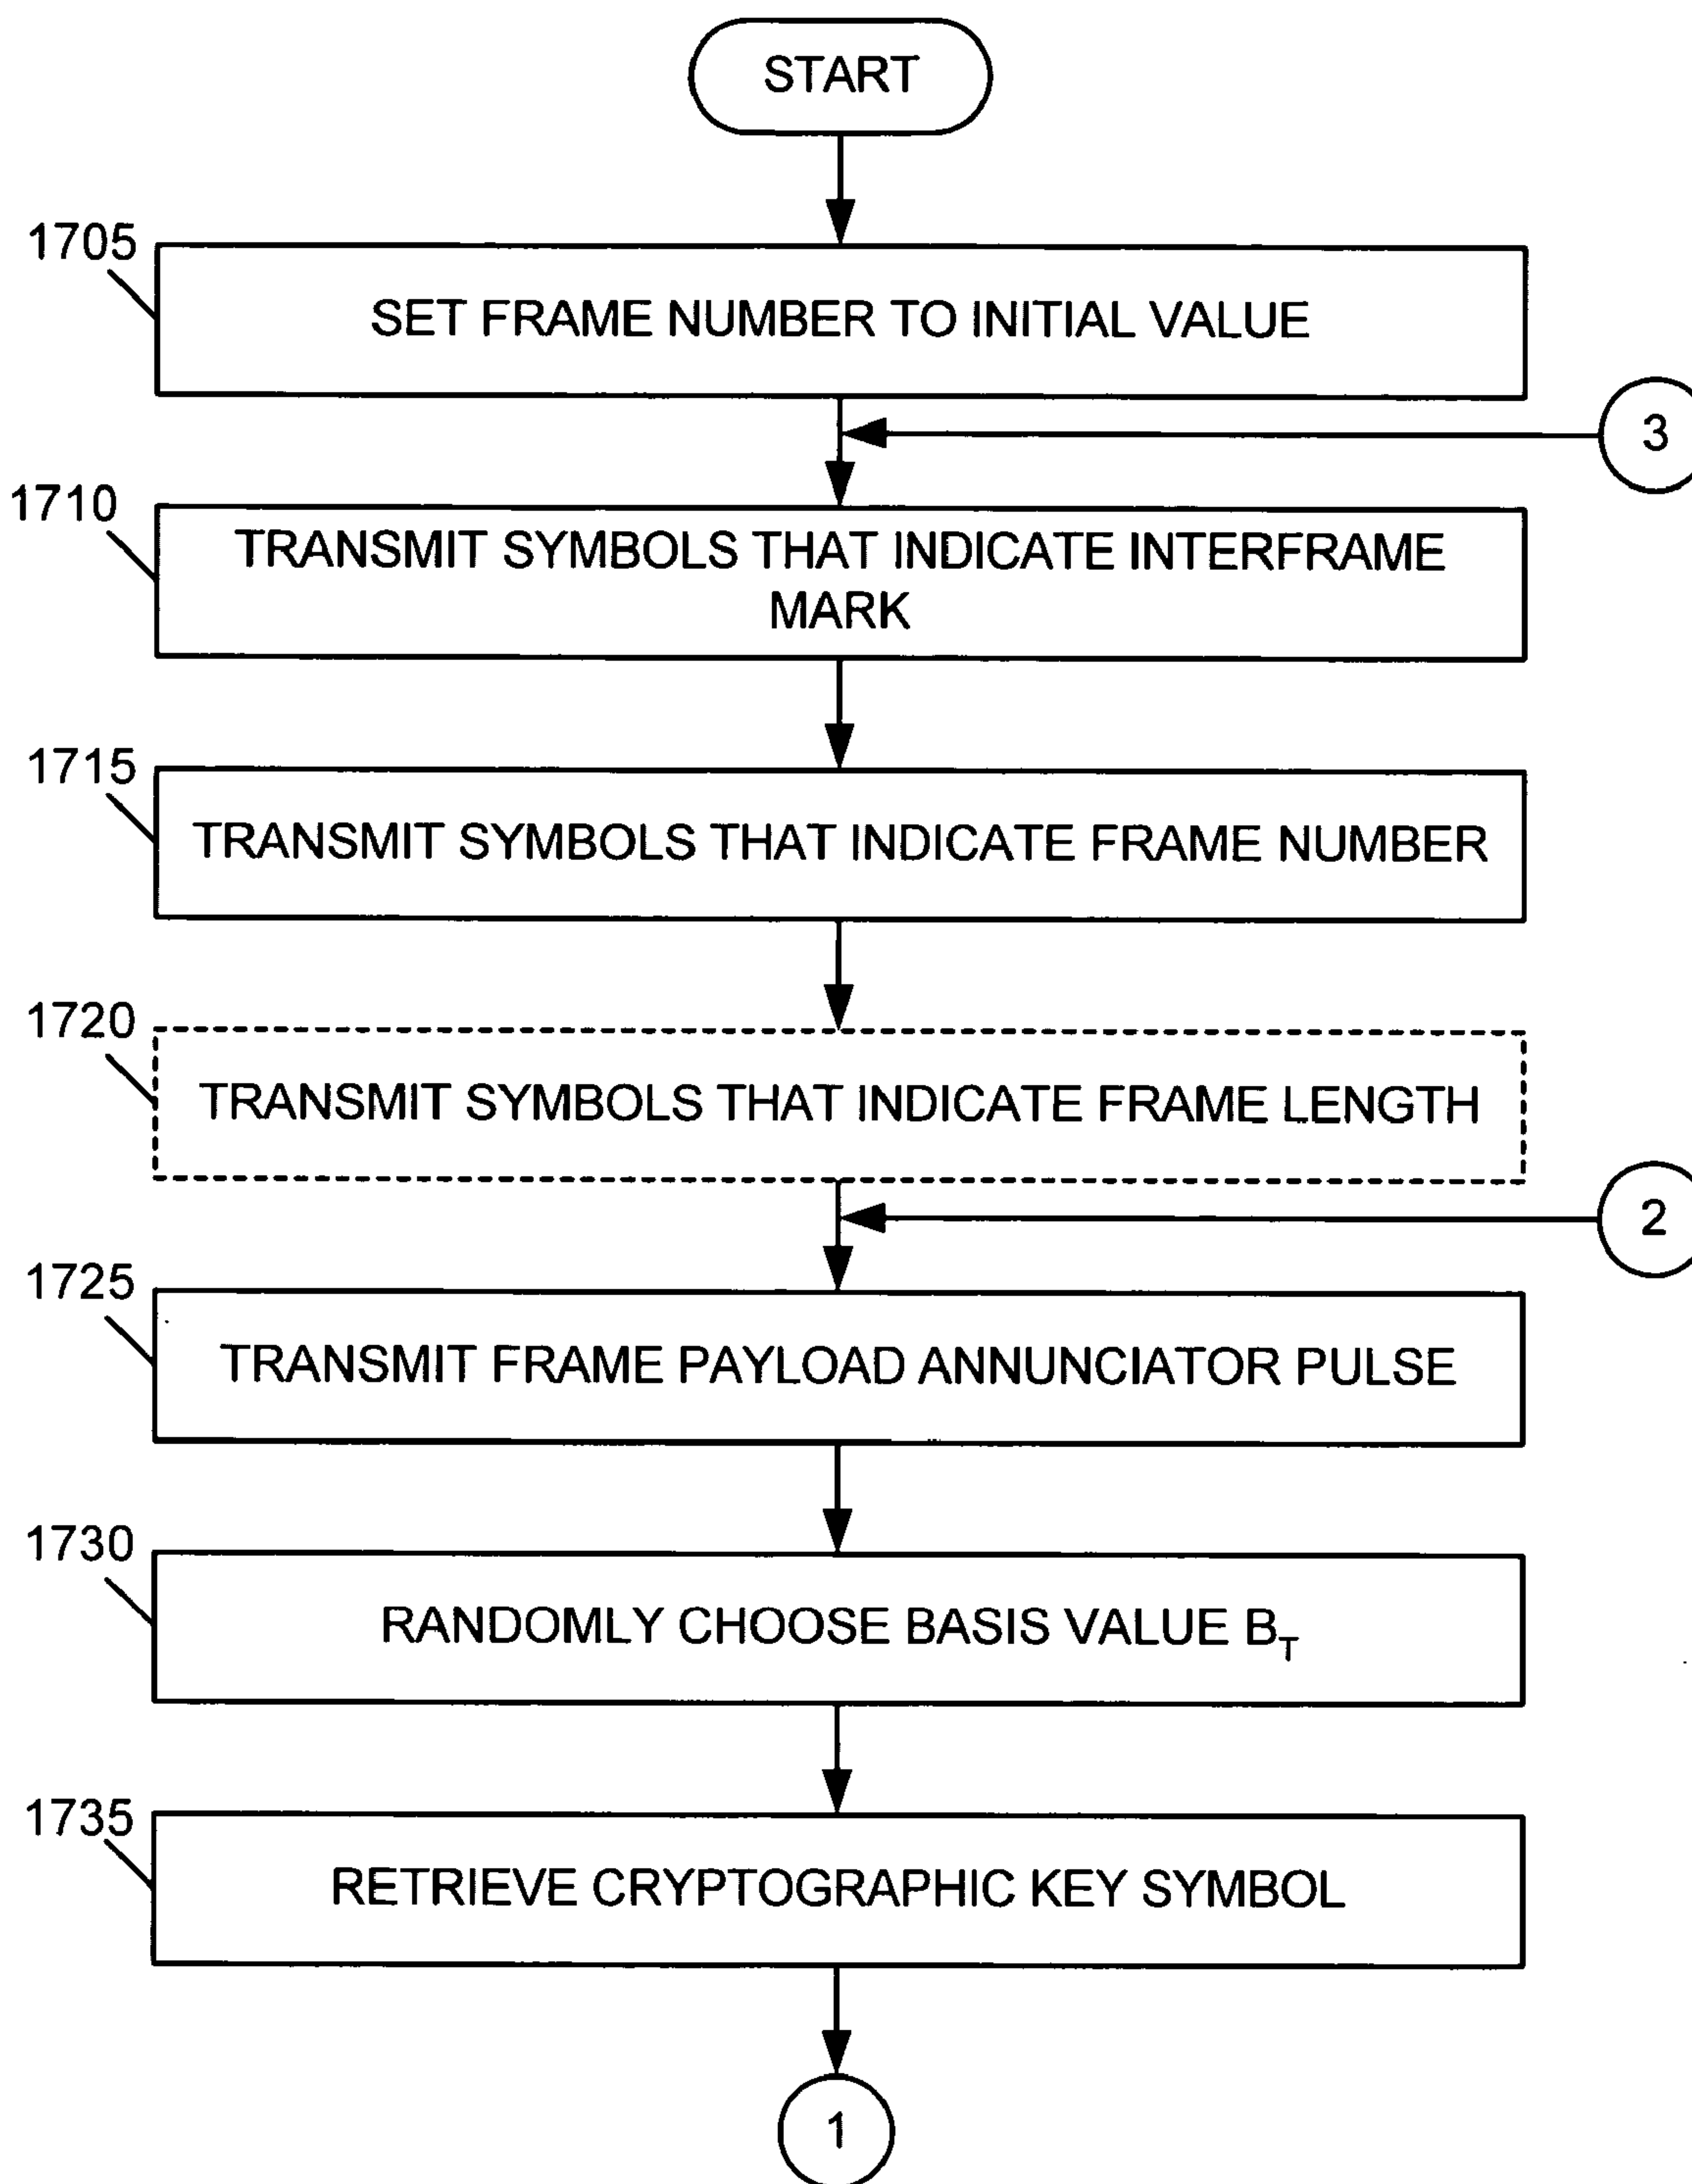 START
1705
SET FRAME NUMBER TO INITIAL VALUE
3
1710
TRANSMIT SYMBOLS THAT INDICATE INTERFRAME
MARK
1715
TRANSMIT SYMBOLS THAT INDICATE FRAME NUMBER
1720
TRANSMIT SYMBOLS THAT INDICATE FRAME LENGTH
2
1725
TRANSMIT FRAME PAYLOAD ANNUNCIATOR PULSE
1730
RANDOMLY CHOOSE BASIS VALUE B_T
1735
RETRIEVE CRYPTOGRAPHIC KEY SYMBOL
1